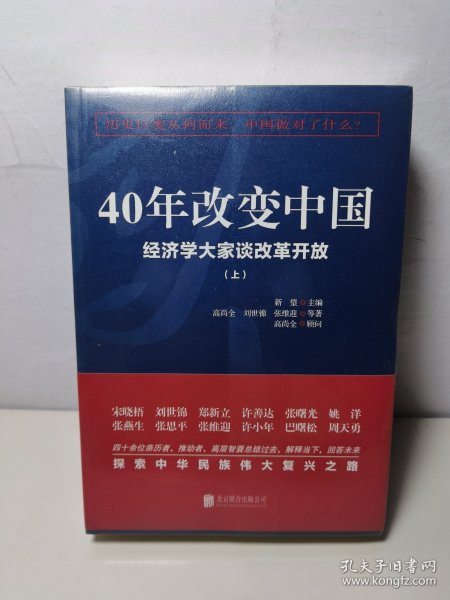 历史巨变从何而来，中国做对了什么？
40年改变中国
经济学大家谈改革开放
（上）
新望 主编
高尚全 刘世锦 张维迎 等著
高尚全 顾问
宋晓梧 刘世锦 郑新立 许善达 张曙光 姚洋
张燕生 张思平 张维迎 许小年 巴曙松 周天勇
四十余位亲历者、推动者、高层智囊总结过去，解释当下，回答未来
探索中华民族伟大复兴之路
北京联合出版公司
孔夫子旧书网
www.kongfz.com